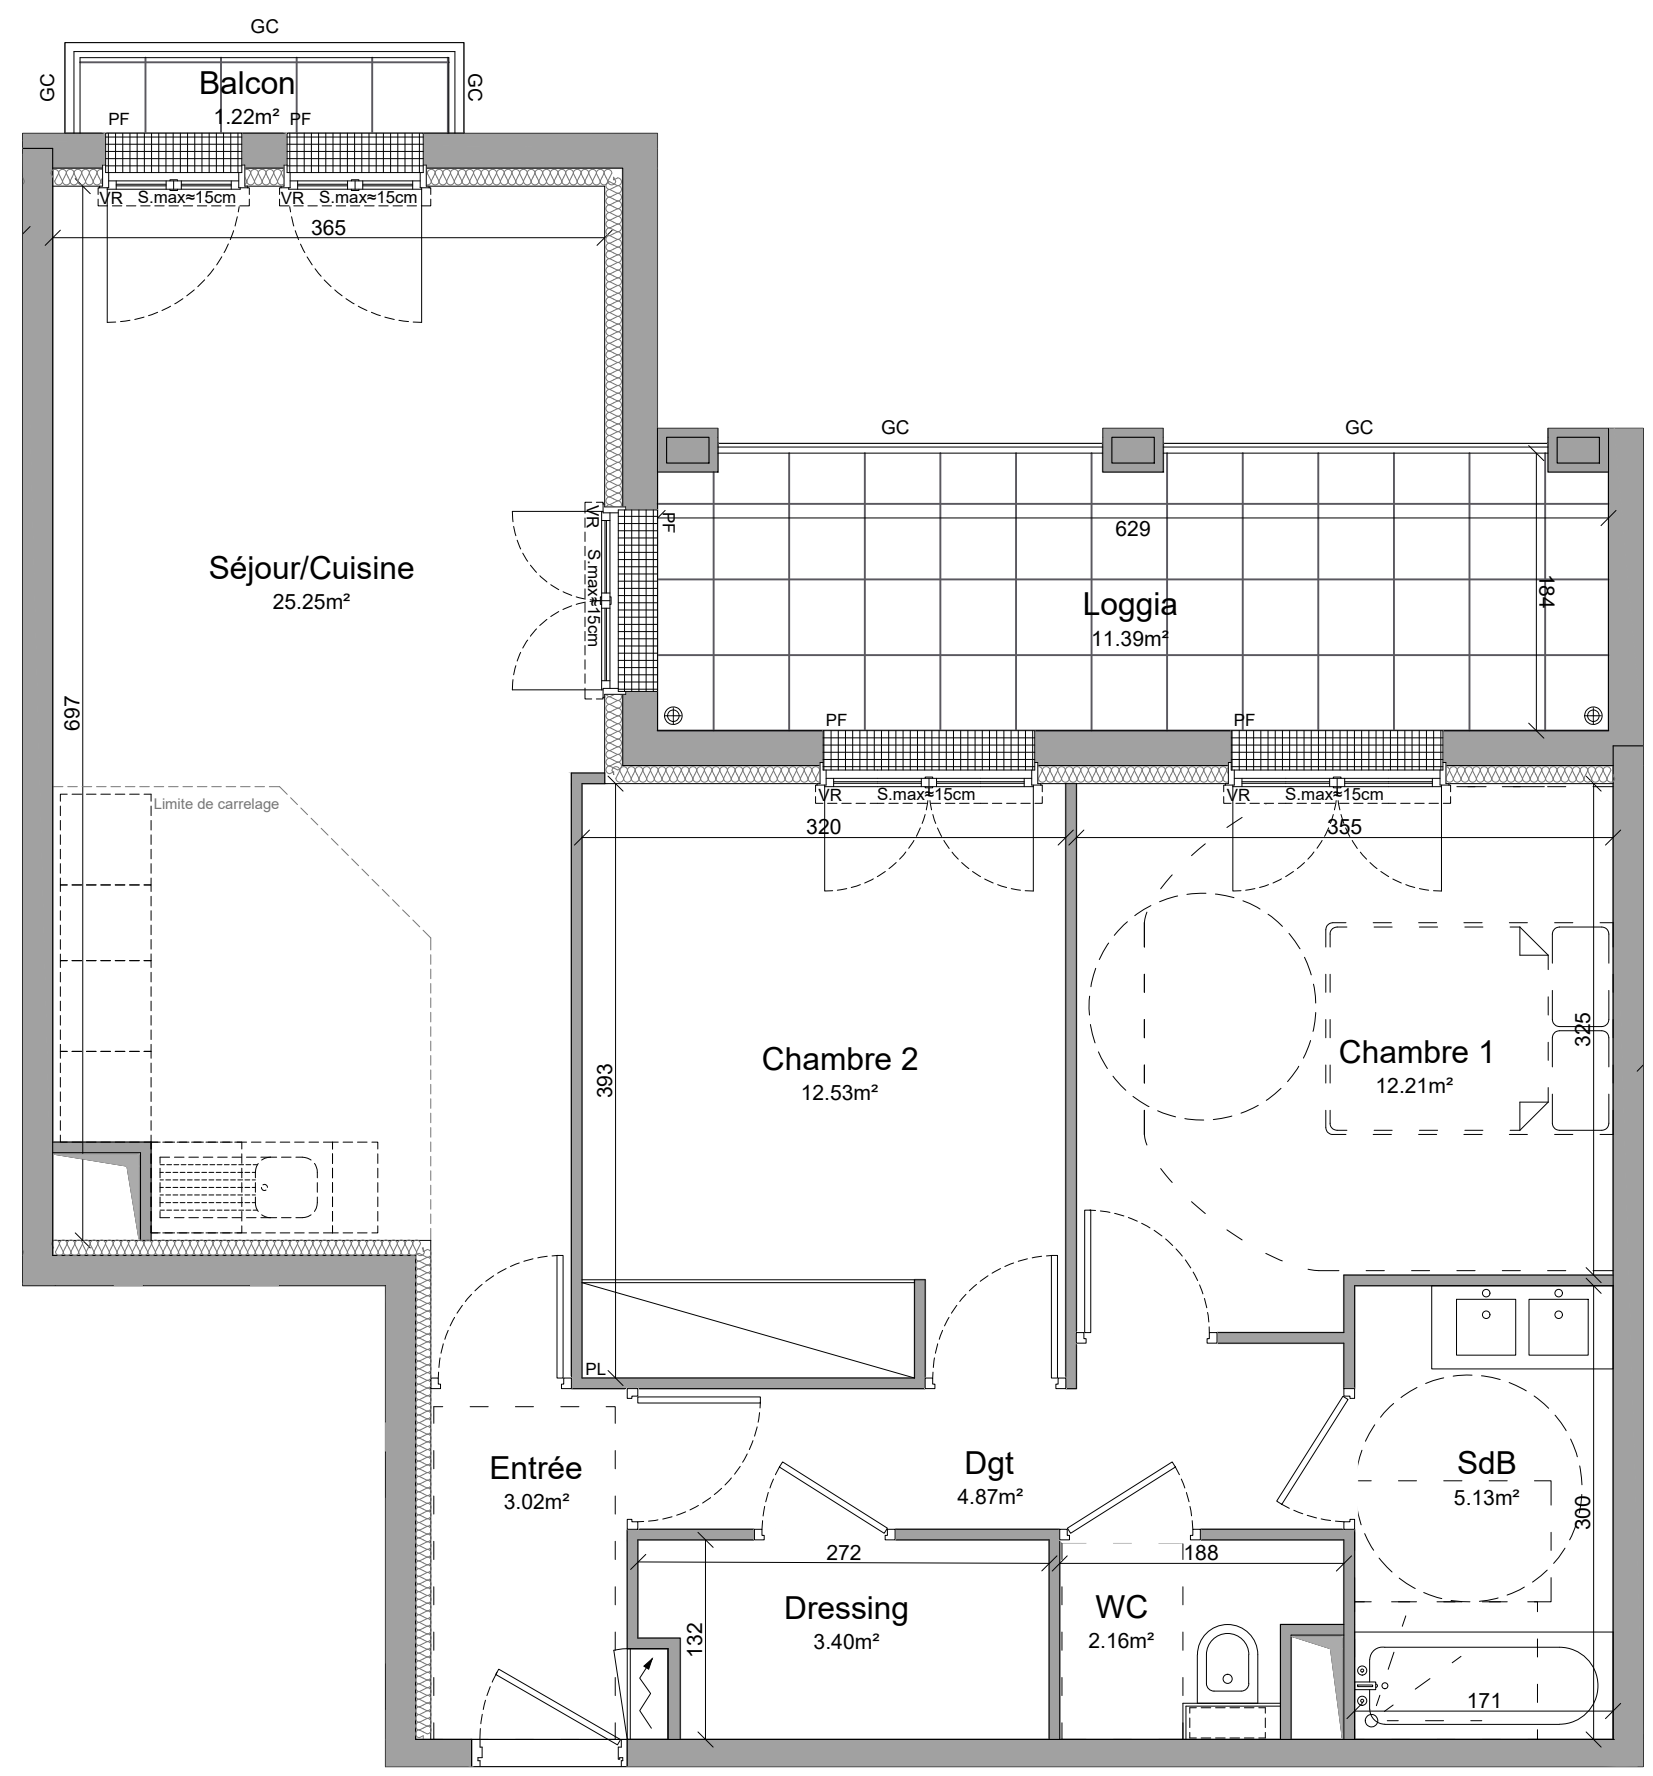 GC
GC
GC
Balcon
1.22m²
PF
PF
VR
S.max≈15cm
VR
S.max≈15cm
365
GC
GC
VR
S.max≈15cm
PF
629
184
Séjour/Cuisine
25.25m²
Loggia
11.39m²
697
PF
PF
VR
S.max≈15cm
VR
S.max≈15cm
Limite de carrelage
320
355
393
Chambre 2
12.53m²
Chambre 1
12.21m²
325
PL
Entrée
3.02m²
Dgt
4.87m²
SdB
5.13m²
300
272
188
132
Dressing
3.40m²
WC
2.16m²
171